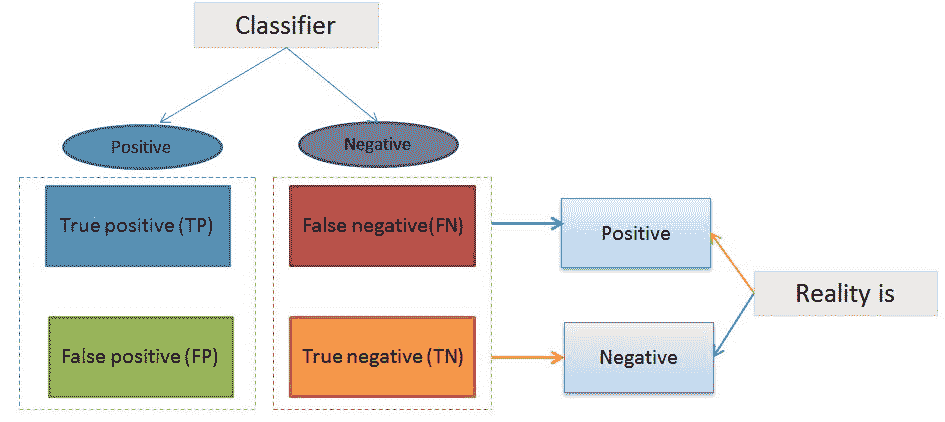 Classifier
Positive
Negative
True positive (TP)
False negative(FN)
Positive
Reality is
False positive (FP)
True negative (TN)
Negative